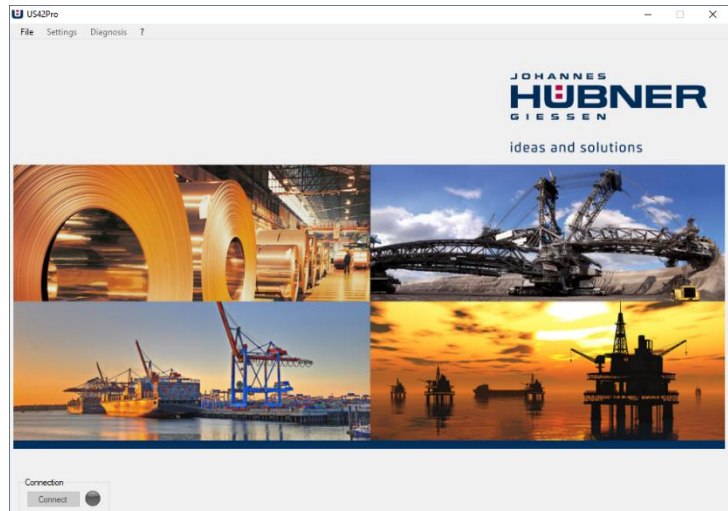 US42Pro
File Settings Diagnosis ?
JOHANNES
HÜBNER
GIESSEN
ideas and solutions
Connection
Connect